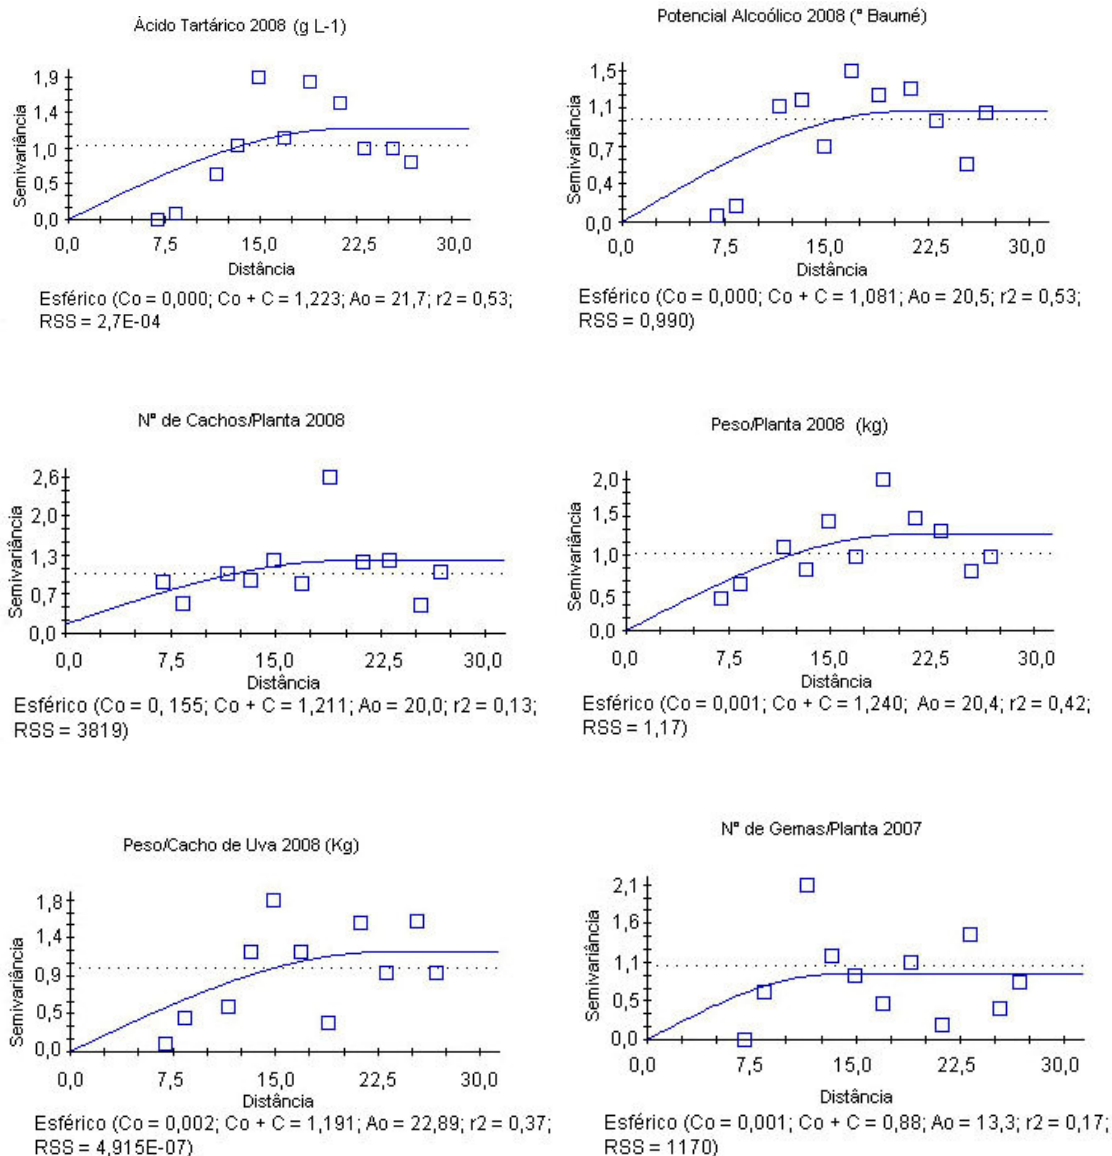 Ácido Tartárico 2008 (g L-1)
Semivariância
1,9
1,4
1,0
0,5
0,0
0,0 7,5 15,0 22,5 30,0
Distância
Esférico (Co = 0,000; Co + C = 1,223; Ao = 21,7; r2 = 0,53;
RSS = 2,7E-04
Potencial Alcoólico 2008 (° Baumé)
Semivariância
1,5
1,1
0,7
0,4
0,0
0,0 7,5 15,0 22,5 30,0
Distância
Esférico (Co = 0,000; Co + C = 1,081; Ao = 20,5; r2 = 0,53;
RSS = 0,990)
N° de Cachos/Planta 2008
Semivariância
2,6
2,0
1,3
0,7
0,0
0,0 7,5 15,0 22,5 30,0
Distância
Esférico (Co = 0, 155; Co + C = 1,211; Ao = 20,0; r2 = 0,13;
RSS = 3819)
Peso/Planta 2008 (kg)
Semivariância
2,0
1,5
1,0
0,5
0,0
0,0 7,5 15,0 22,5 30,0
Distância
Esférico (Co = 0,001; Co + C = 1,240; Ao = 20,4; r2 = 0,42;
RSS = 1,17)
Peso/Cacho de Uva 2008 (Kg)
Semivariância
1,8
1,4
0,9
0,5
0,0
0,0 7,5 15,0 22,5 30,0
Distância
Esférico (Co = 0,002; Co + C = 1,191; Ao = 22,89; r2 = 0,37;
RSS = 4,915E-07)
N° de Gemas/Planta 2007
Semivariância
2,1
1,6
1,1
0,5
0,0
0,0 7,5 15,0 22,5 30,0
Distância
Esférico (Co = 0,001; Co + C = 0,88; Ao = 13,3; r2 = 0,17;
RSS = 1170)